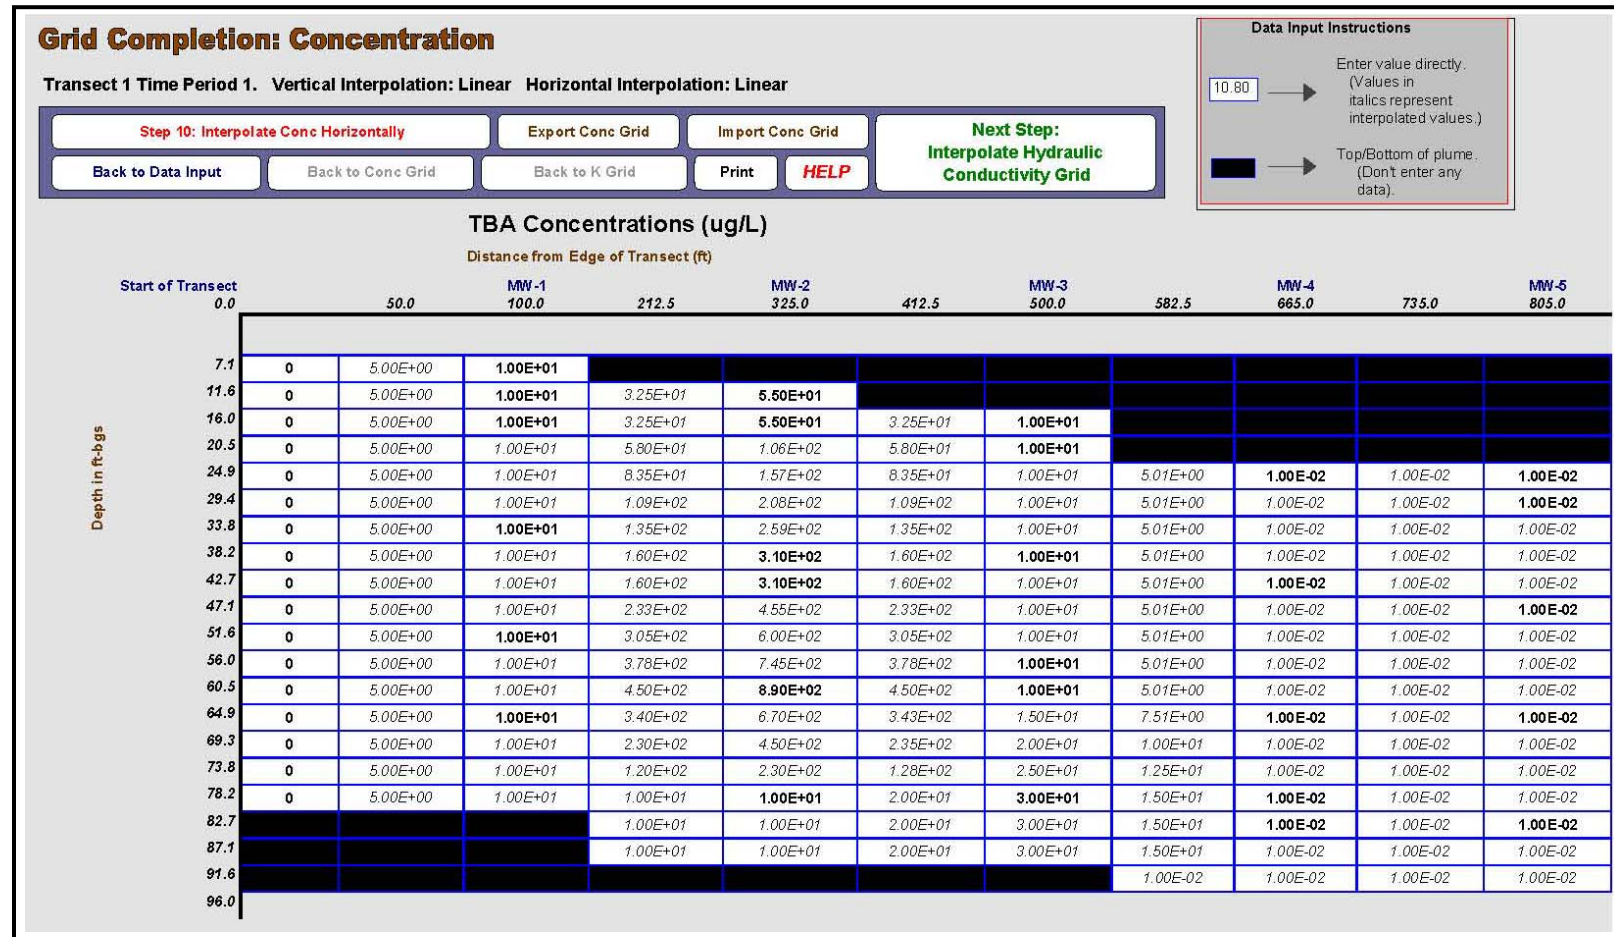 Grid Completion: Concentration
Transect 1 Time Period 1. Vertical Interpolation: Linear Horizontal Interpolation: Linear
Step 10: Interpolate Conc Horizontally
Export Conc Grid
Import Conc Grid
Next Step:
Interpolate Hydraulic
Conductivity Grid
Back to Data Input
Back to Conc Grid
Back to K Grid
Print
HELP
Data Input Instructions
10.80
Enter value directly.
(Values in
italics represent
interpolated values.)
Top/Bottom of plume.
(Don't enter any
data).
TBA Concentrations (ug/L)
Distance from Edge of Transect (ft)
Start of Transect MW-1 MW-2 MW-3 MW-4 MW-5
0.0 50.0 100.0 212.5 325.0 412.5 500.0 582.5 665.0 735.0 805.0
Depth in ft-bgs
7.1 0 5.00E+00 1.00E+01
11.6 0 5.00E+00 1.00E+01 3.25E+01 5.50E+01
16.0 0 5.00E+00 1.00E+01 3.25E+01 5.50E+01 3.25E+01 1.00E+01
20.5 0 5.00E+00 1.00E+01 5.80E+01 1.06E+02 5.80E+01 1.00E+01
24.9 0 5.00E+00 1.00E+01 8.35E+01 1.57E+02 8.35E+01 1.00E+01 5.01E+00 1.00E-02 1.00E-02 1.00E-02
29.4 0 5.00E+00 1.00E+01 1.09E+02 2.08E+02 1.09E+02 1.00E+01 5.01E+00 1.00E-02 1.00E-02 1.00E-02
33.8 0 5.00E+00 1.00E+01 1.35E+02 2.59E+02 1.35E+02 1.00E+01 5.01E+00 1.00E-02 1.00E-02 1.00E-02
38.2 0 5.00E+00 1.00E+01 1.60E+02 3.10E+02 1.60E+02 1.00E+01 5.01E+00 1.00E-02 1.00E-02 1.00E-02
42.7 0 5.00E+00 1.00E+01 1.60E+02 3.10E+02 1.60E+02 1.00E+01 5.01E+00 1.00E-02 1.00E-02 1.00E-02
47.1 0 5.00E+00 1.00E+01 2.33E+02 4.55E+02 2.33E+02 1.00E+01 5.01E+00 1.00E-02 1.00E-02 1.00E-02
51.6 0 5.00E+00 1.00E+01 3.05E+02 6.00E+02 3.05E+02 1.00E+01 5.01E+00 1.00E-02 1.00E-02 1.00E-02
56.0 0 5.00E+00 1.00E+01 3.78E+02 7.45E+02 3.78E+02 1.00E+01 5.01E+00 1.00E-02 1.00E-02 1.00E-02
60.5 0 5.00E+00 1.00E+01 4.50E+02 8.90E+02 4.50E+02 1.00E+01 5.01E+00 1.00E-02 1.00E-02 1.00E-02
64.9 0 5.00E+00 1.00E+01 3.40E+02 6.70E+02 3.43E+02 1.50E+01 7.51E+00 1.00E-02 1.00E-02 1.00E-02
69.3 0 5.00E+00 1.00E+01 2.30E+02 4.50E+02 2.35E+02 2.00E+01 1.00E+01 1.00E-02 1.00E-02 1.00E-02
73.8 0 5.00E+00 1.00E+01 1.20E+02 2.30E+02 1.28E+02 2.50E+01 1.25E+01 1.00E-02 1.00E-02 1.00E-02
78.2 0 5.00E+00 1.00E+01 1.00E+01 1.00E+01 2.00E+01 3.00E+01 1.50E+01 1.00E-02 1.00E-02 1.00E-02
82.7 1.00E+01 1.00E+01 2.00E+01 3.00E+01 1.50E+01 1.00E-02 1.00E-02 1.00E-02
87.1 1.00E+01 1.00E+01 2.00E+01 3.00E+01 1.50E+01 1.00E-02 1.00E-02 1.00E-02
91.6 1.00E-02 1.00E-02 1.00E-02 1.00E-02
96.0